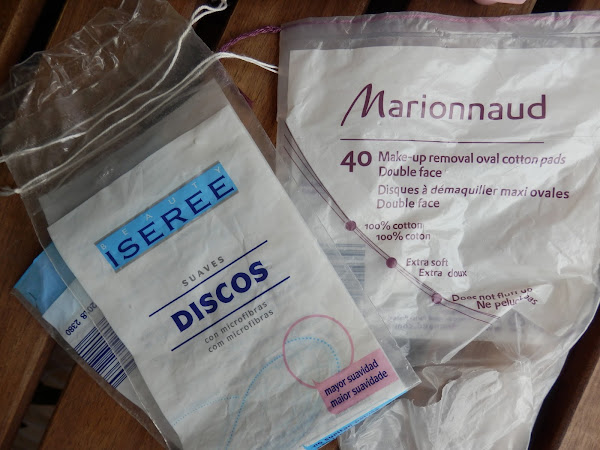 BEAUTY
ISEREE
SUAVES
DISCOS
con microfibras
com microfibras
mayor suavidad
maior suavidade
Marionnaud
40 Make-up removal oval cotton pads
Double face
Disques à démaquiller maxi ovales
Double face
100% cotton
100% coton
Extra soft
Extra doux
Does not fluff up
Ne peluche pas